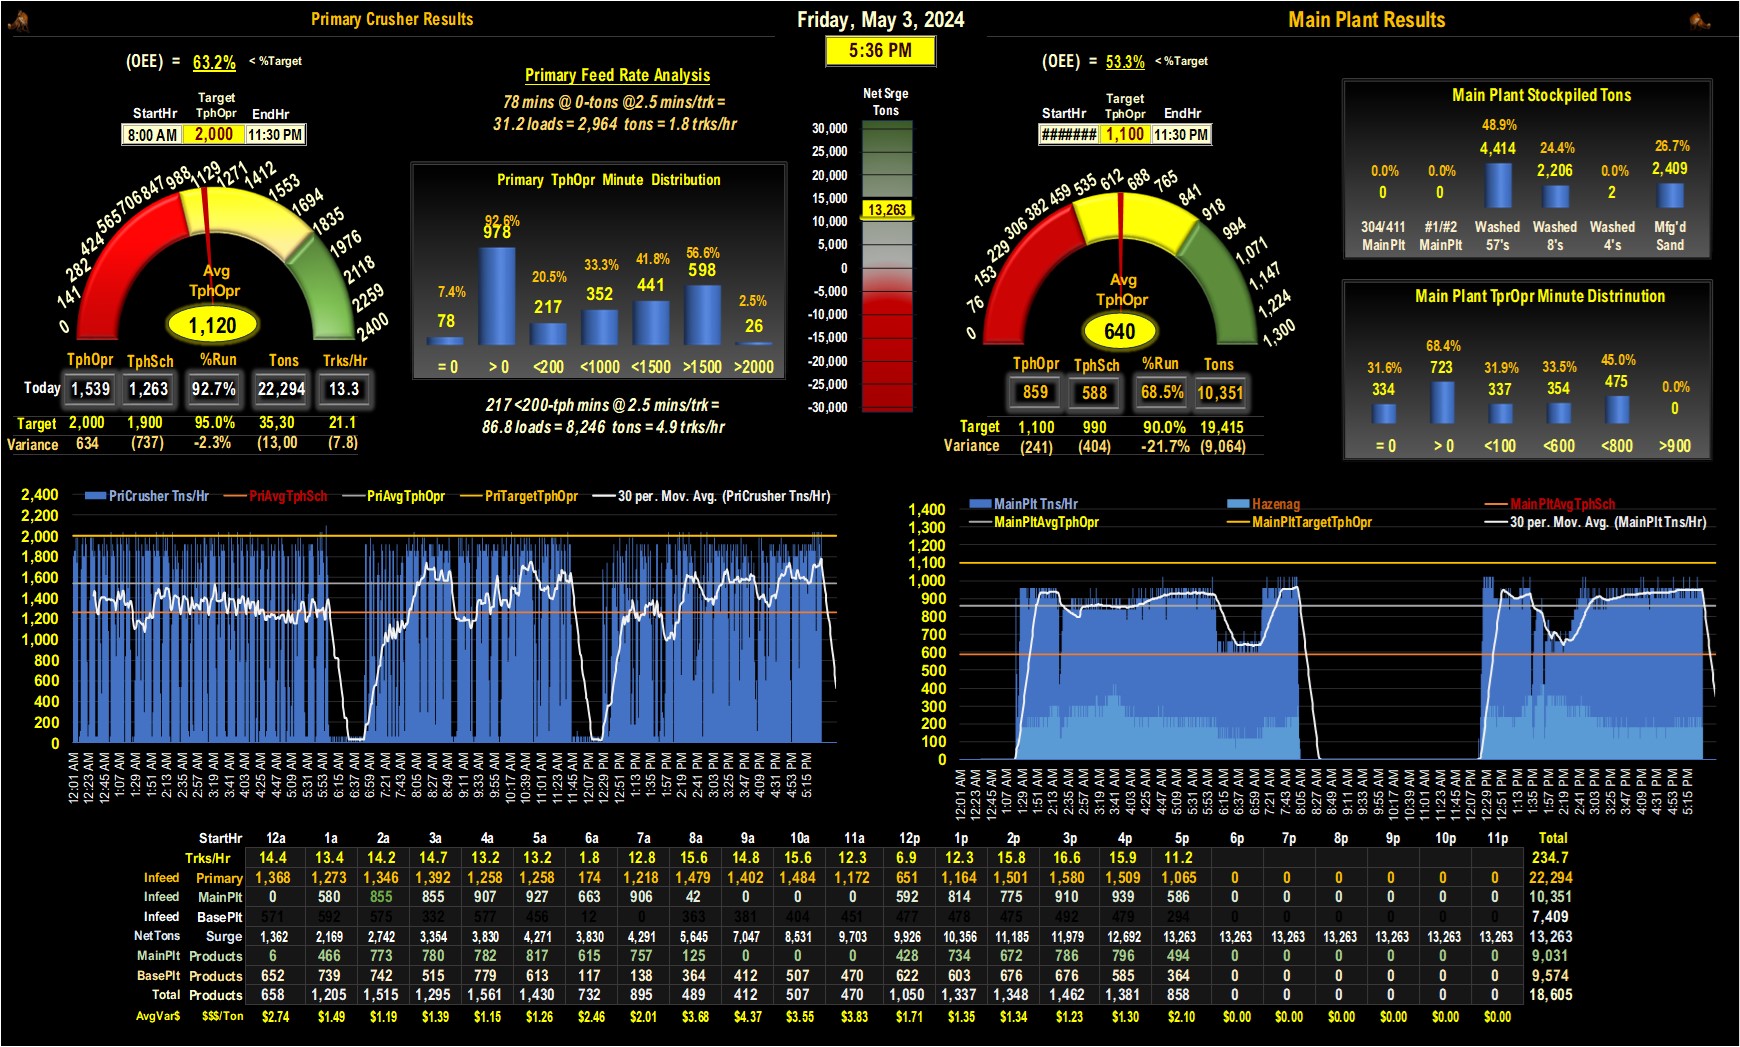 Primary Crusher Results
Friday, May 3, 2024
Main Plant Results
5:36 PM
(OEE) = 63.2% < %Target
StartHr Target TphOpr EndHr
8:00 AM 2,000 11:30 PM
0 141 282 424 565 706 847 988 1129 1271 1412 1553 1694 1835 1976 2118 2259 2400
Avg
TphOpr
1,120
TphOpr TphSch %Run Tons Trks/Hr
Today 1,539 1,263 92.7% 22,294 13.3
Target 2,000 1,900 95.0% 35,30 21.1
Variance 634 (737) -2.3% (13,00 (7.8)
Primary Feed Rate Analysis
78 mins @ 0-tons @2.5 mins/trk =
31.2 loads = 2,964 tons = 1.8 trks/hr
Primary TphOpr Minute Distribution
7.4% 92.6% 20.5% 33.3% 41.8% 56.6% 2.5%
78 978 217 352 441 598 26
= 0 > 0 <200 <1000 <1500 >1500 >2000
217 <200-tph mins @ 2.5 mins/trk =
86.8 loads = 8,246 tons = 4.9 trks/hr
Net Srge
Tons
30,000
25,000
20,000
15,000
13,263
10,000
5,000
0
-5,000
-10,000
-15,000
-20,000
-25,000
-30,000
(OEE) = 53.3% < %Target
StartHr Target TphOpr EndHr
####### 1,100 11:30 PM
0 76 153 229 306 382 459 535 612 688 765 841 918 994 1,071 1,147 1,224 1,300
Avg
TphOpr
640
TphOpr TphSch %Run Tons
859 588 68.5% 10,351
Target 1,100 990 90.0% 19,415
Variance (241) (404) -21.7% (9,064)
Main Plant Stockpiled Tons
0.0% 0.0% 48.9% 24.4% 0.0% 26.7%
0 0 4,414 2,206 2 2,409
304/411 #1/#2 Washed Washed Washed Mfg'd
MainPlt MainPlt 57's 8's 4's Sand
Main Plant TprOpr Minute Distrinution
31.6% 68.4% 31.9% 33.5% 45.0% 0.0%
334 723 337 354 475 0
= 0 > 0 <100 <600 <800 >900
PriCrusher Tns/Hr PriAvgTphSch PriAvgTphOpr PriTargetTphOpr 30 per. Mov. Avg. (PriCrusher Tns/Hr)
2,400
2,200
2,000
1,800
1,600
1,400
1,200
1,000
800
600
400
200
0
12:01 AM 12:23 AM 12:45 AM 1:07 AM 1:29 AM 1:51 AM 2:13 AM 2:35 AM 2:57 AM 3:19 AM 3:41 AM 4:03 AM 4:25 AM 4:47 AM 5:09 AM 5:31 AM 5:53 AM 6:15 AM 6:37 AM 6:59 AM 7:21 AM 7:43 AM 8:05 AM 8:27 AM 8:49 AM 9:11 AM 9:33 AM 9:55 AM 10:17 AM 10:39 AM 11:01 AM 11:23 AM 11:45 AM 12:07 PM 12:29 PM 12:51 PM 1:13 PM 1:35 PM 1:57 PM 2:19 PM 2:41 PM 3:03 PM 3:25 PM 3:47 PM 4:09 PM 4:31 PM 4:53 PM 5:15 PM
MainPlt Tns/Hr Hazenag MainPltAvgTphSch
MainPltAvgTphOpr MainPltTargetTphOpr 30 per. Mov. Avg. (MainPlt Tns/Hr)
1,400
1,300
1,200
1,100
1,000
900
800
700
600
500
400
300
200
100
0
12:01 AM 12:23 AM 12:45 AM 1:07 AM 1:29 AM 1:51 AM 2:13 AM 2:35 AM 2:57 AM 3:19 AM 3:41 AM 4:03 AM 4:25 AM 4:47 AM 5:09 AM 5:31 AM 5:53 AM 6:15 AM 6:37 AM 6:59 AM 7:21 AM 7:43 AM 8:05 AM 8:27 AM 8:49 AM 9:11 AM 9:33 AM 9:55 AM 10:17 AM 10:39 AM 11:01 AM 11:23 AM 11:45 AM 12:07 PM 12:29 PM 12:51 PM 1:13 PM 1:35 PM 1:57 PM 2:19 PM 2:41 PM 3:03 PM 3:25 PM 3:47 PM 4:09 PM 4:31 PM 4:53 PM 5:15 PM
StartHr 12a 1a 2a 3a 4a 5a 6a 7a 8a 9a 10a 11a 12p 1p 2p 3p 4p 5p 6p 7p 8p 9p 10p 11p Total
Trks/Hr 14.4 13.4 14.2 14.7 13.2 13.2 1.8 12.8 15.6 14.8 15.6 12.3 6.9 12.3 15.8 16.6 15.9 11.2 234.7
Infeed Primary 1,368 1,273 1,346 1,392 1,258 1,258 174 1,218 1,479 1,402 1,484 1,172 651 1,164 1,501 1,580 1,509 1,065 0 0 0 0 0 0 22,294
Infeed MainPlt 0 580 855 855 907 927 663 906 42 0 0 0 592 814 775 910 939 586 0 0 0 0 0 0 10,351
Infeed BasePlt 571 592 575 332 577 456 12 0 363 381 404 451 477 478 475 492 479 294 0 0 0 0 0 0 7,409
NetTons Surge 1,362 2,169 2,742 3,354 3,830 4,271 3,830 4,291 5,645 7,047 8,531 9,703 9,926 10,356 11,185 11,979 12,692 13,263 13,263 13,263 13,263 13,263 13,263 13,263 13,263
MainPlt Products 6 466 773 780 782 817 615 757 125 0 0 0 428 734 672 786 796 494 0 0 0 0 0 0 9,031
BasePlt Products 652 739 742 515 779 613 117 138 364 412 507 470 622 603 676 676 585 364 0 0 0 0 0 0 9,574
Total Products 658 1,205 1,515 1,295 1,561 1,430 732 895 489 412 507 470 1,050 1,337 1,348 1,462 1,381 858 0 0 0 0 0 0 18,605
AvgVar$ $$$/Ton $2.74 $1.49 $1.19 $1.39 $1.15 $1.26 $2.46 $2.01 $3.68 $4.37 $3.55 $3.83 $1.71 $1.35 $1.34 $1.23 $1.30 $2.10 $0.00 $0.00 $0.00 $0.00 $0.00 $0.00